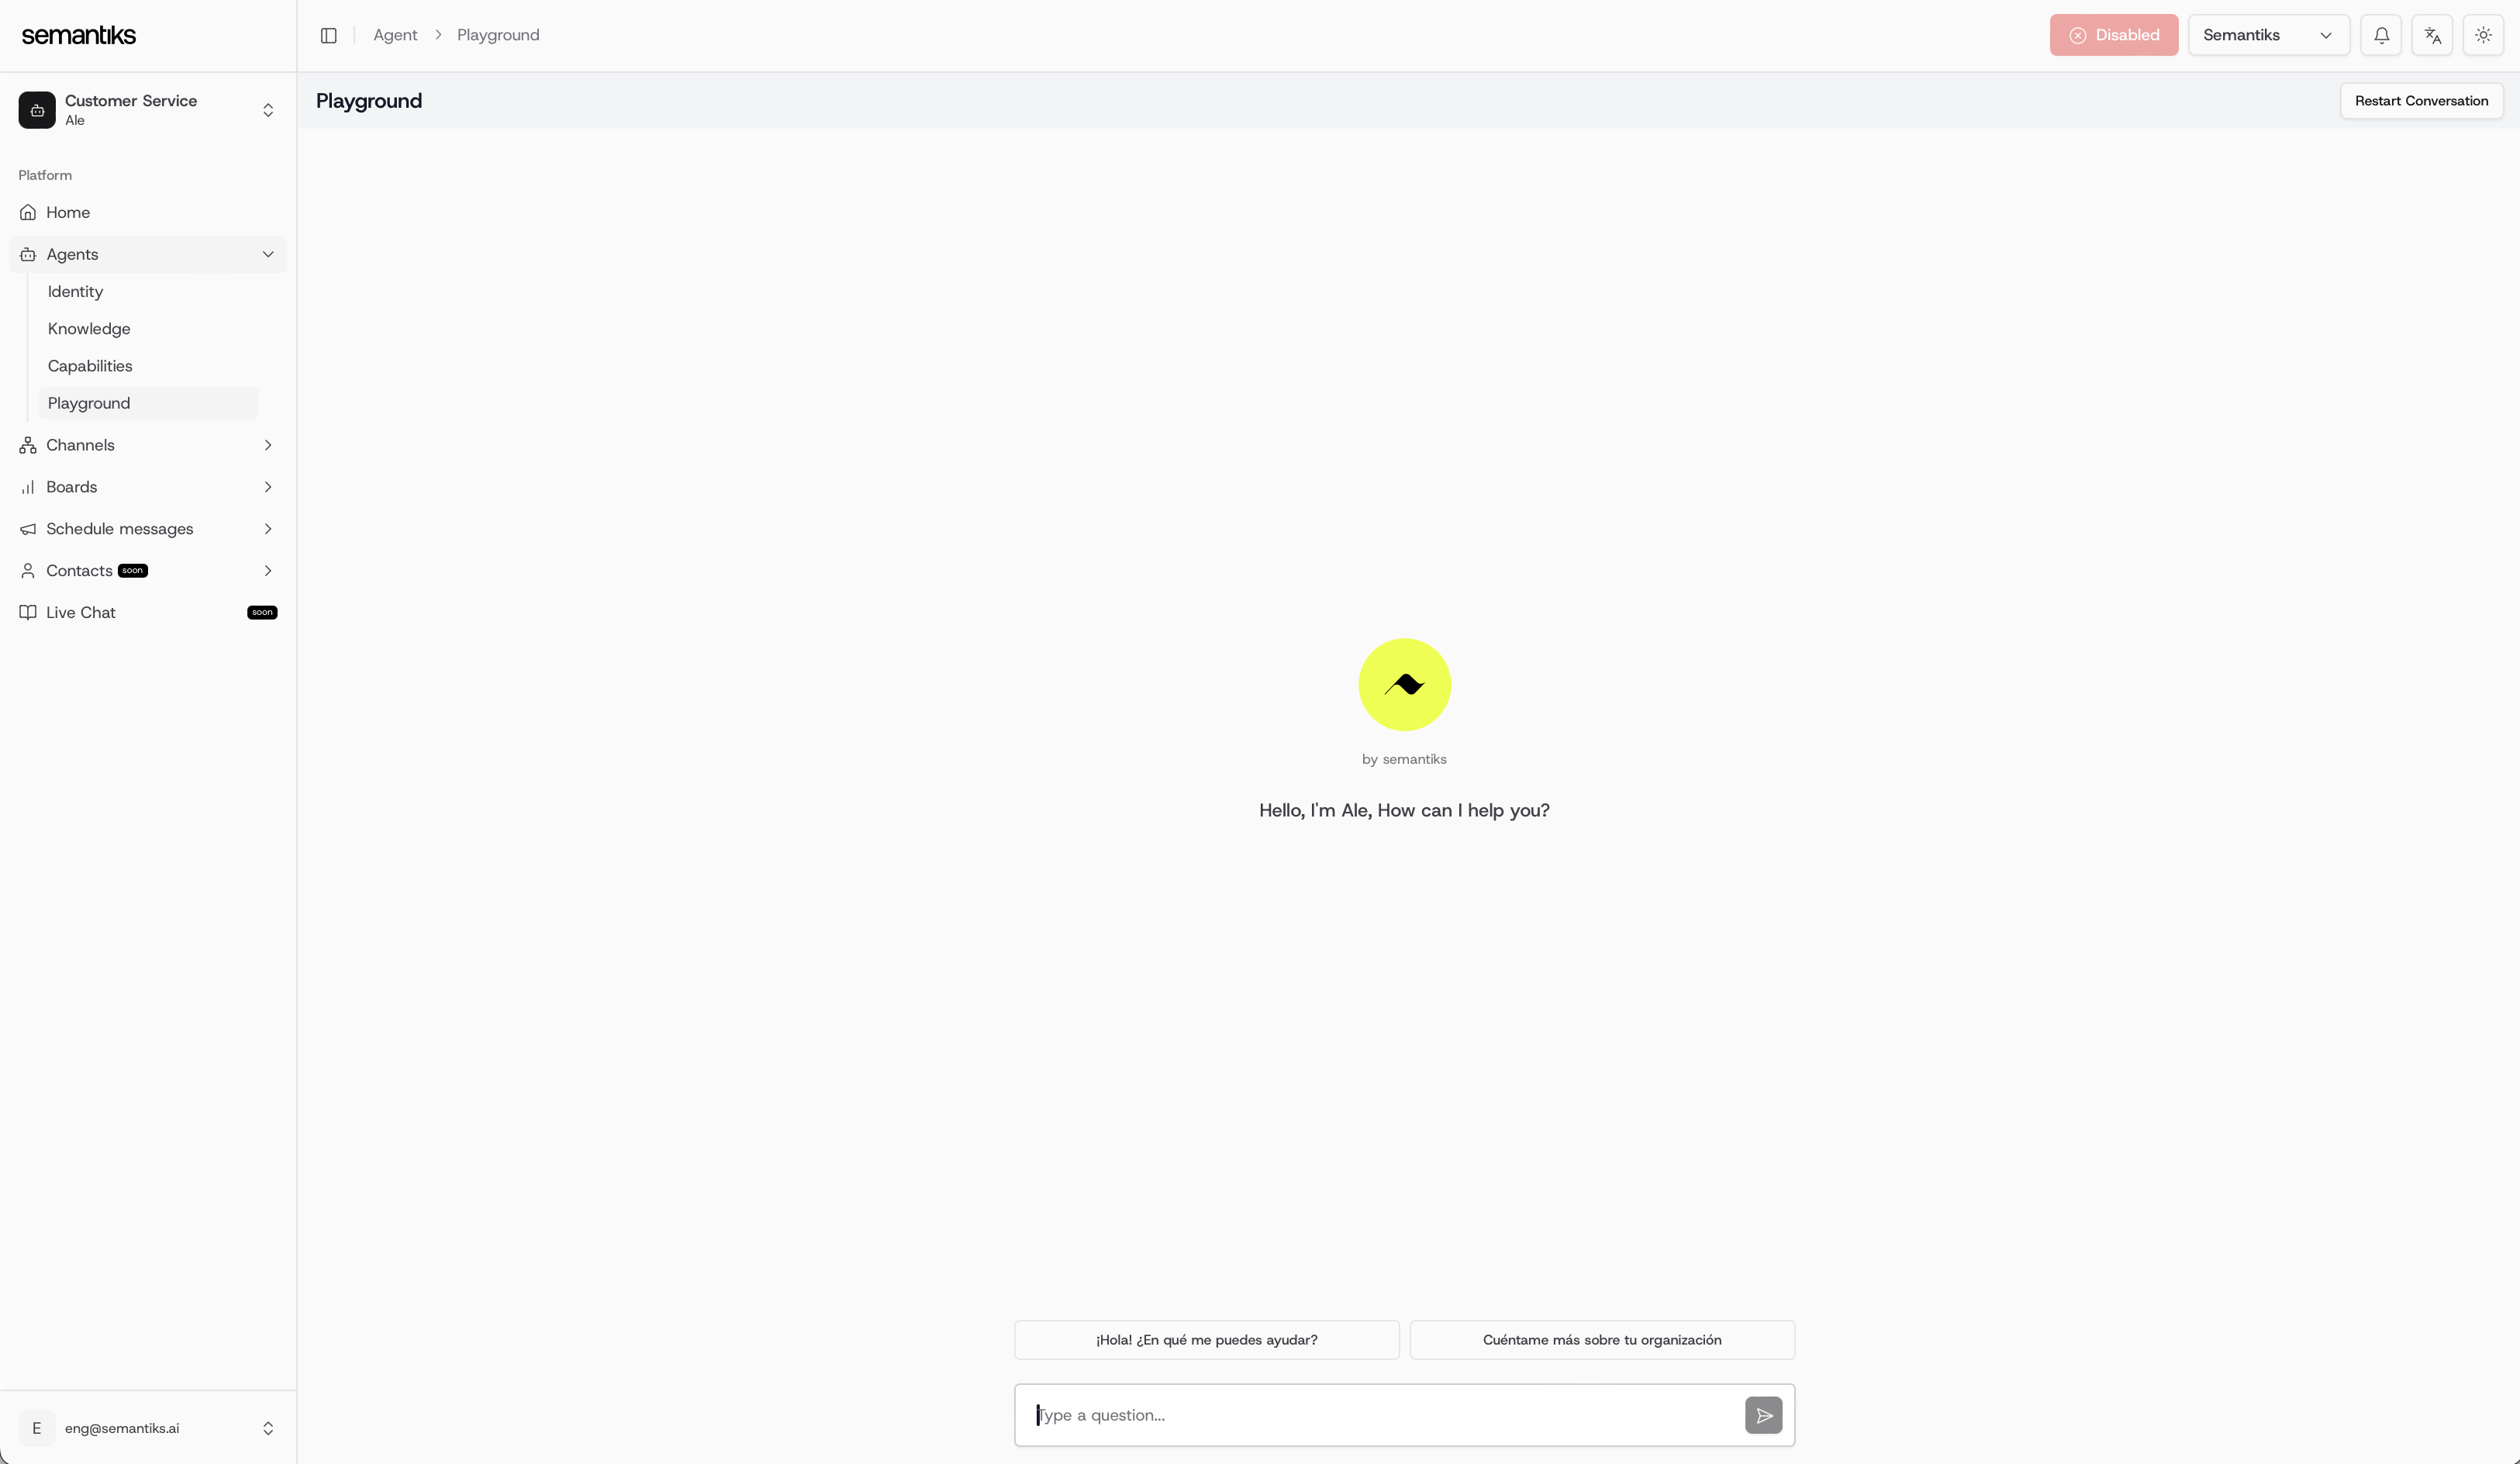 semantiks
Agent
Playground
Disabled
Semantiks
Customer Service
Ale
Playground
Restart Conversation
Platform
Home
Agents
Identity
Knowledge
Capabilities
Playground
Channels
Boards
Schedule messages
Contacts soon
Live Chat soon
by semantiks
Hello, I'm Ale, How can I help you?
¡Hola! ¿En qué me puedes ayudar?
Cuéntame más sobre tu organización
Type a question...
E
eng@semantiks.ai